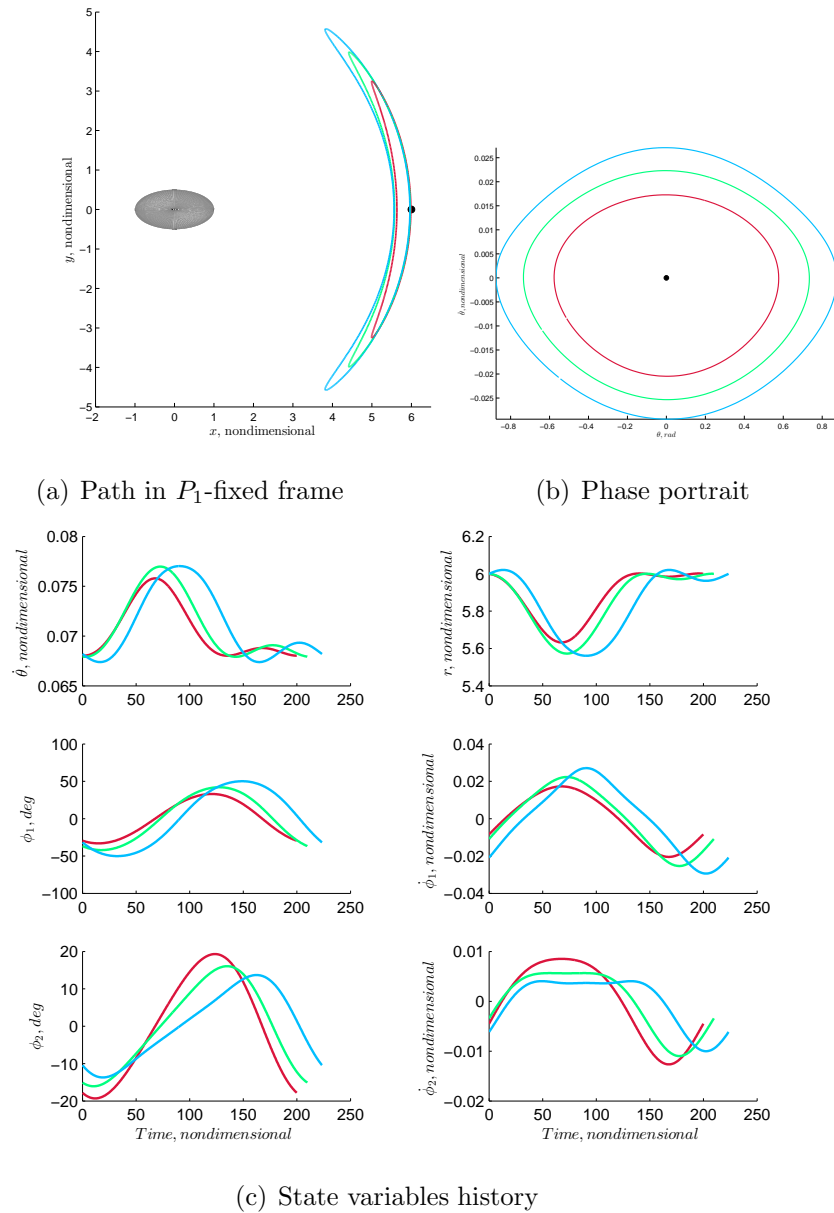 5
4
3
2
1
0
−1
−2
−3
−4
−5
y, nondimensional
−2 −1 0 1 2 3 4 5 6
x, nondimensional
0.025
0.02
0.015
0.01
0.005
0
−0.005
−0.01
−0.015
−0.02
−0.025
θ̇, nondimensional
−0.8 −0.6 −0.4 −0.2 0 0.2 0.4 0.6 0.8
θ, rad
(a) Path in P₁-fixed frame
(b) Phase portrait
0.08
0.075
0.07
0.065
θ̇, nondimensional
0 50 100 150 200 250
6.2
6
5.8
5.6
5.4
r, nondimensional
0 50 100 150 200 250
100
50
0
−50
−100
ϕ₁, deg
0 50 100 150 200 250
0.04
0.02
0
−0.02
−0.04
ϕ̇₁, nondimensional
0 50 100 150 200 250
20
10
0
−10
−20
ϕ₂, deg
0 50 100 150 200 250
Time, nondimensional
0.01
0
−0.01
−0.02
ϕ̇₂, nondimensional
0 50 100 150 200 250
Time, nondimensional
(c) State variables history